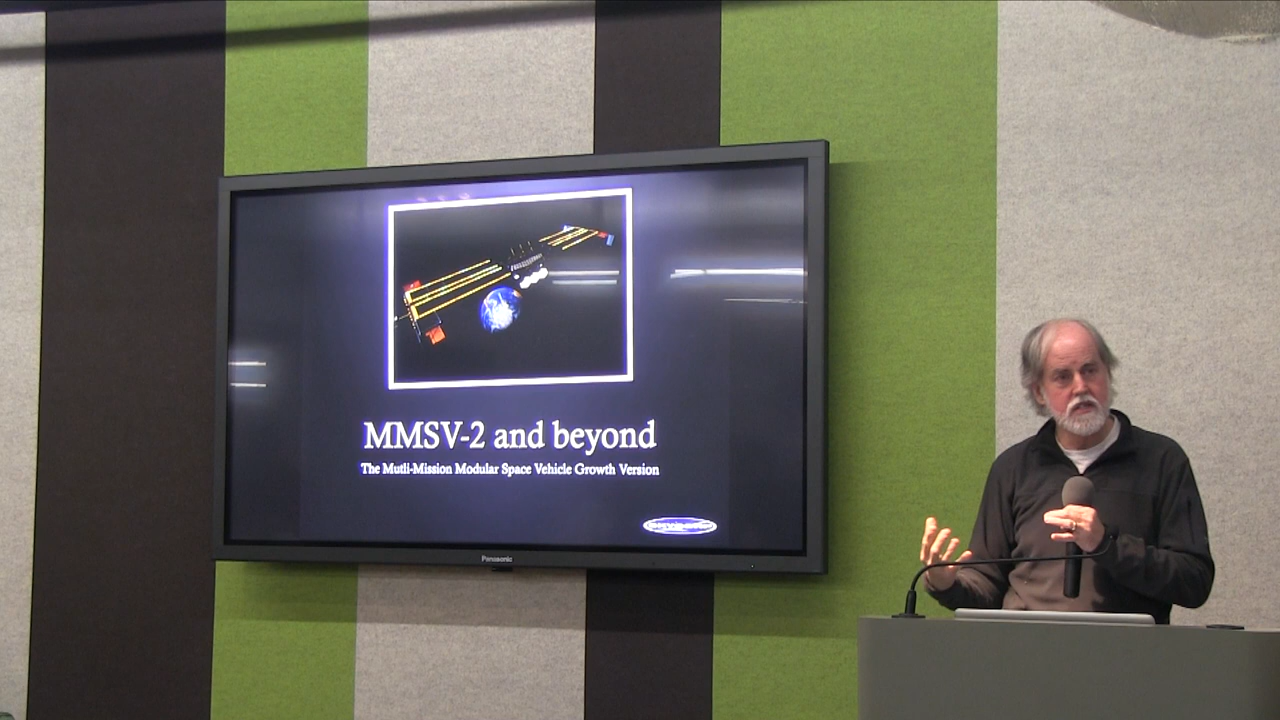 MMSV-2 and beyond
The Mutli-Mission Modular Space Vehicle Growth Version
Panasonic